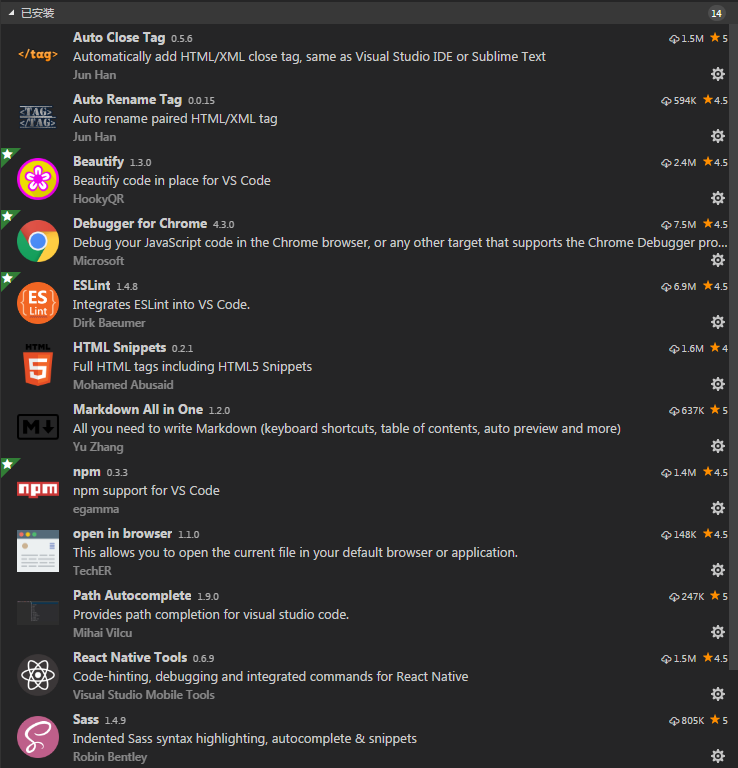 已安装 14
</tag> Auto Close Tag 0.5.6 1.5M 5
Automatically add HTML/XML close tag, same as Visual Studio IDE or Sublime Text
Jun Han
<TAG> Auto Rename Tag 0.0.15 594K 4.5
</TAG> Auto rename paired HTML/XML tag
Jun Han
Beautify 1.3.0 2.4M 4.5
Beautify code in place for VS Code
HookyQR
Debugger for Chrome 4.3.0 7.5M 4.5
Debug your JavaScript code in the Chrome browser, or any other target that supports the Chrome Debugger pro...
Microsoft
ESLint 1.4.8 6.9M 4.5
ES Integrates ESLint into VS Code.
Lint Dirk Baeumer
HTML HTML Snippets 0.2.1 1.6M 4
5 Full HTML tags including HTML5 Snippets
Mohamed Abusaid
Markdown All in One 1.2.0 637K 5
M All you need to write Markdown (keyboard shortcuts, table of contents, auto preview and more)
Yu Zhang
npm 0.3.3 1.4M 4.5
npm npm support for VS Code
egamma
open in browser 1.1.0 148K 4.5
This allows you to open the current file in your default browser or application.
TechER
Path Autocomplete 1.9.0 247K 5
Provides path completion for visual studio code.
Mihai Vilcu
React Native Tools 0.6.9 1.5M 4.5
Code-hinting, debugging and integrated commands for React Native
Visual Studio Mobile Tools
Sass 1.4.9 805K 5
Indented Sass syntax highlighting, autocomplete & snippets
Robin Bentley